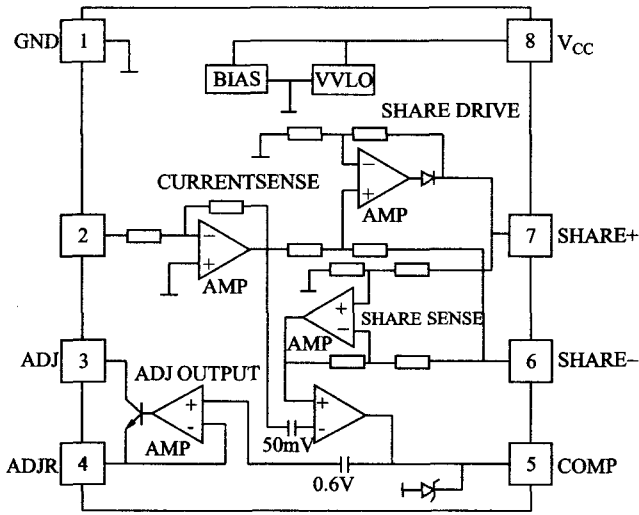 GND 1 8 VCC
BIAS VVLO
SHARE DRIVE
− +
AMP
CURRENTSENSE
2 − + 7 SHARE+
AMP
+ − SHARE SENSE
AMP
ADJ 3 6 SHARE−
ADJ OUTPUT
+ -
+ -
AMP
50mV
ADJR 4 5 COMP
0.6V